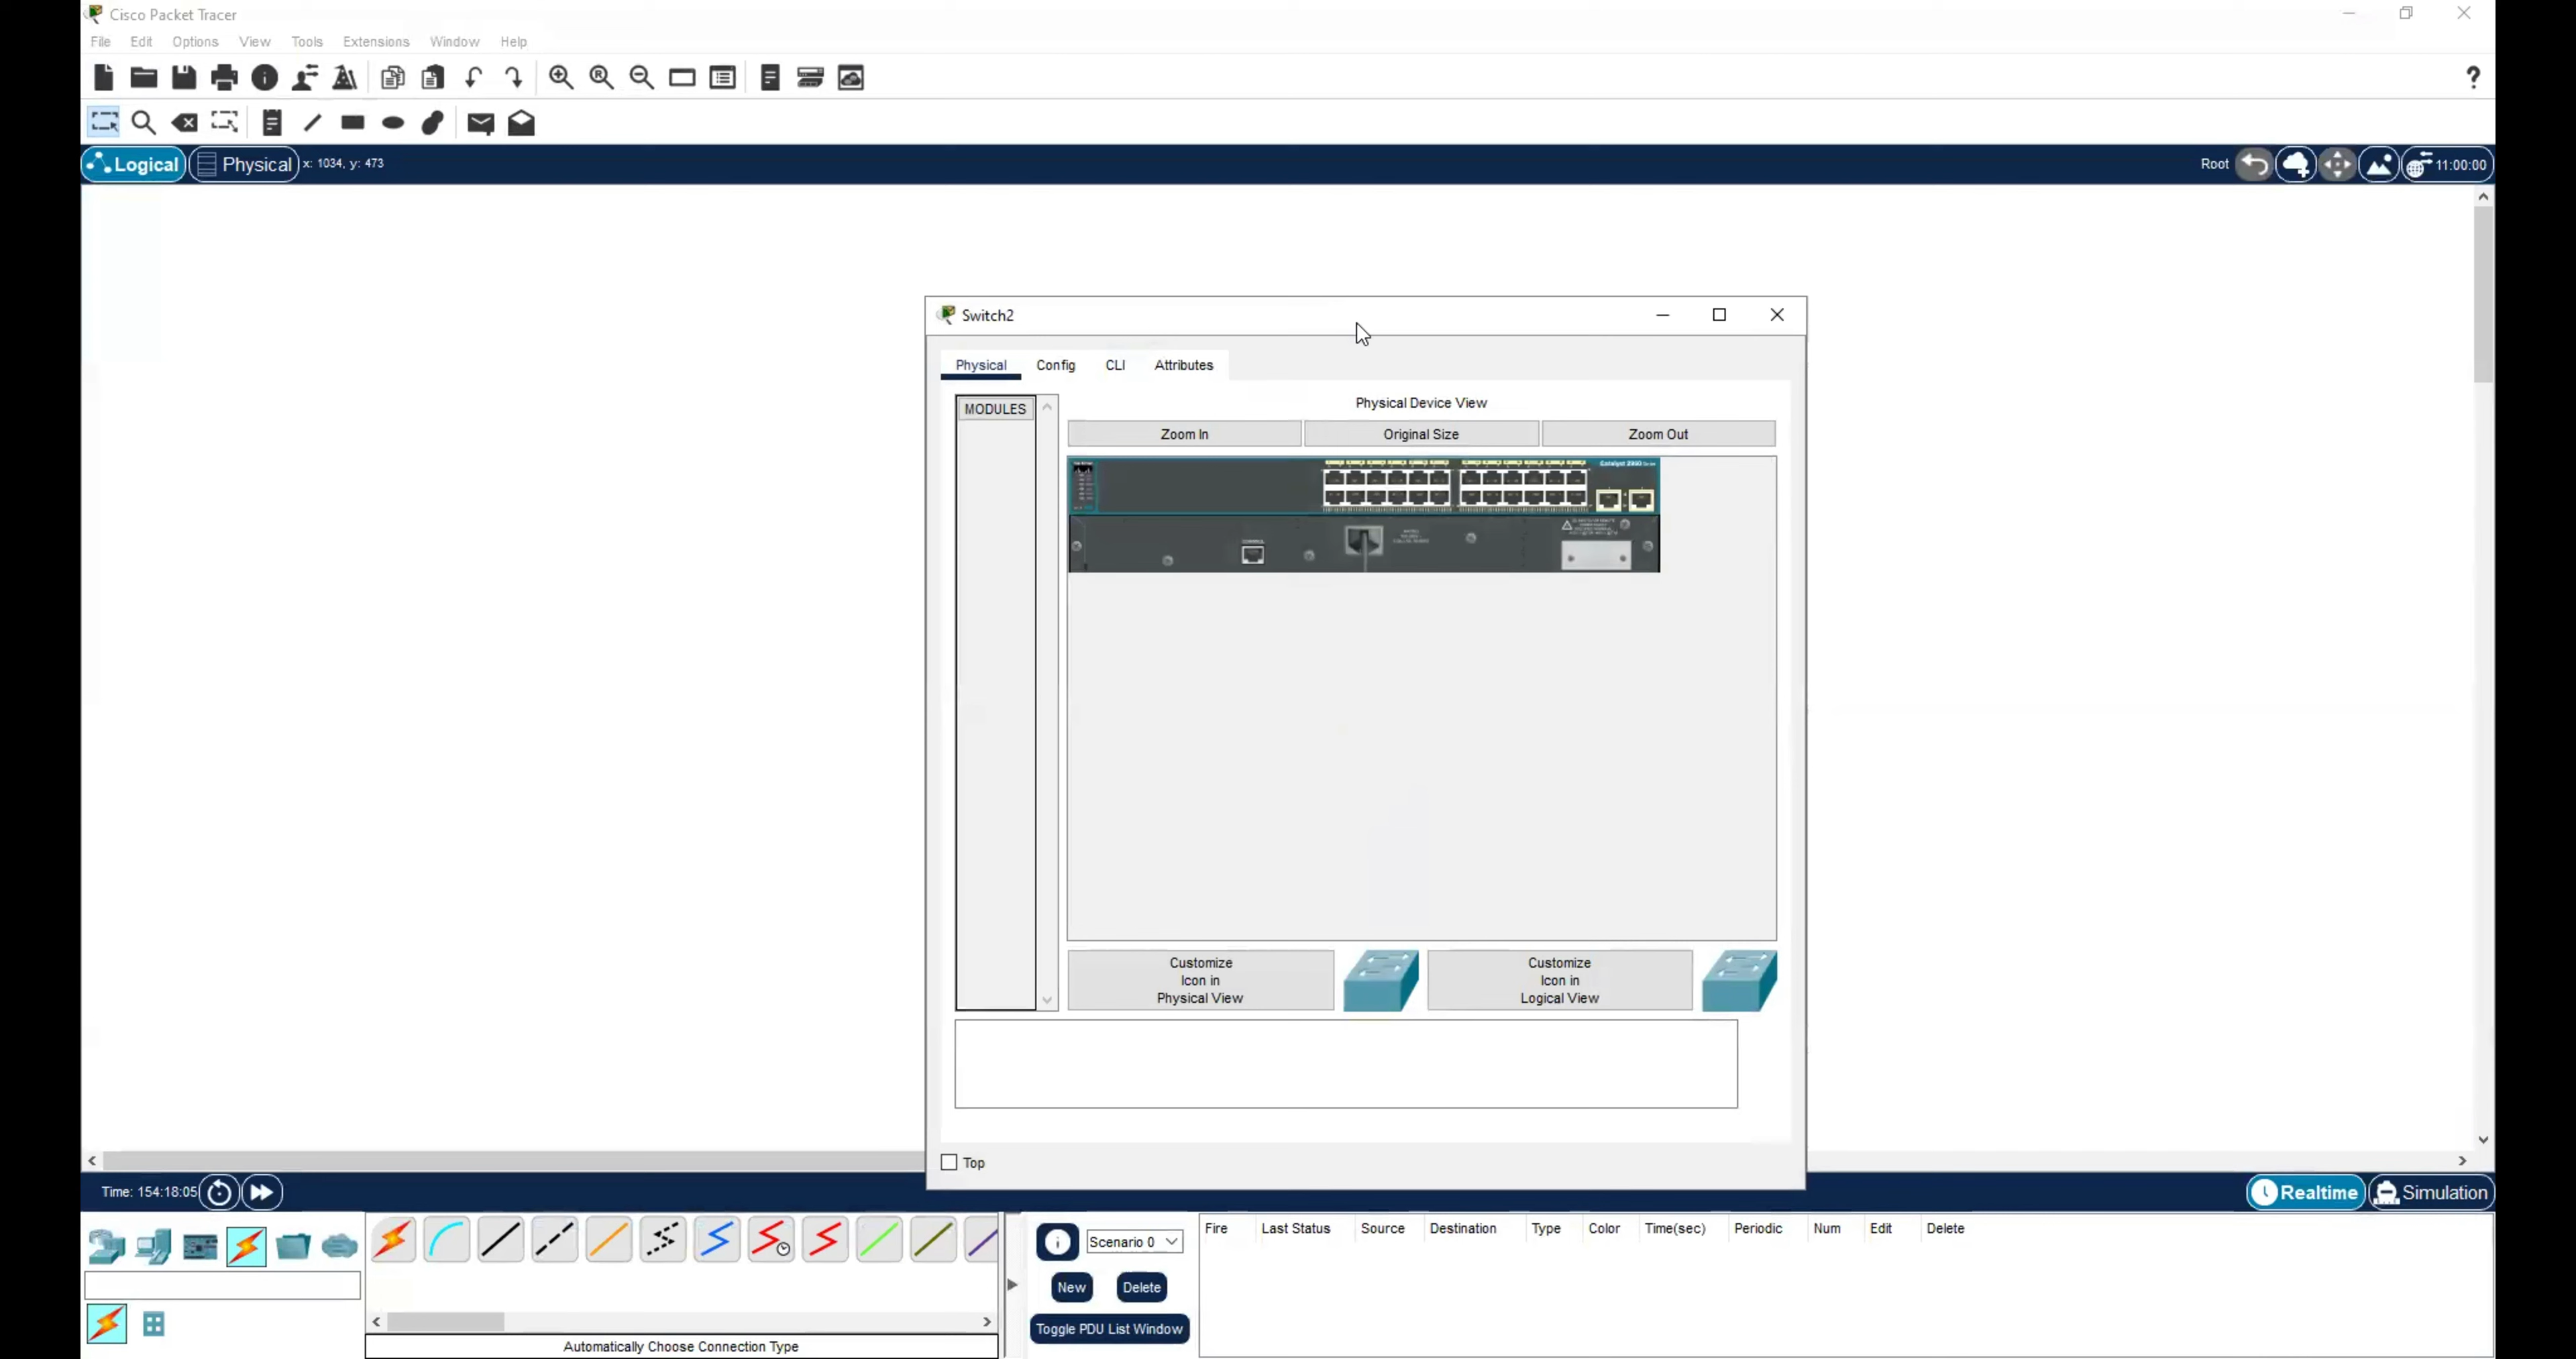 Cisco Packet Tracer
File Edit Options View Tools Extensions Window Help
Logical Physical x: 1034, y: 473 Root 11:00:00
Switch2
Physical Config CLI Attributes
MODULES
Physical Device View
Zoom In Original Size Zoom Out
Customize
Icon in
Physical View
Customize
Icon in
Logical View
Top
Time: 154:18:05 Realtime Simulation
Scenario 0
New Delete
Toggle PDU List Window
Fire Last Status Source Destination Type Color Time(sec) Periodic Num Edit Delete
Automatically Choose Connection Type